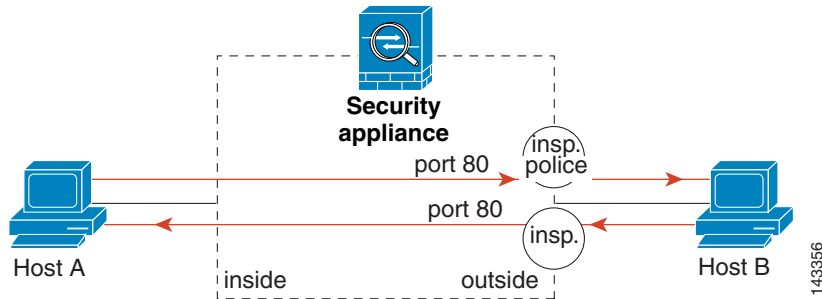 Security
appliance
insp.
police
port 80
port 80
insp.
Host A
inside
outside
Host B
143356